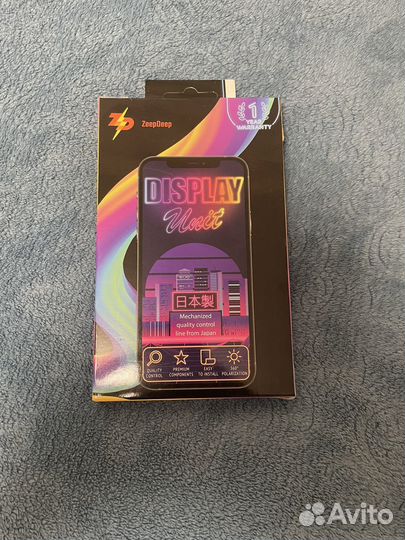 ZD ZeepDeep
1
YEAR
WARRANTY
DISPLAY
Unit
日本製
Mechanized
quality control
line from Japan
QUALITY
CONTROL
PREMIUM
COMPONENTS
EASY
TO INSTALL
360°
POLARIZATION
Avito